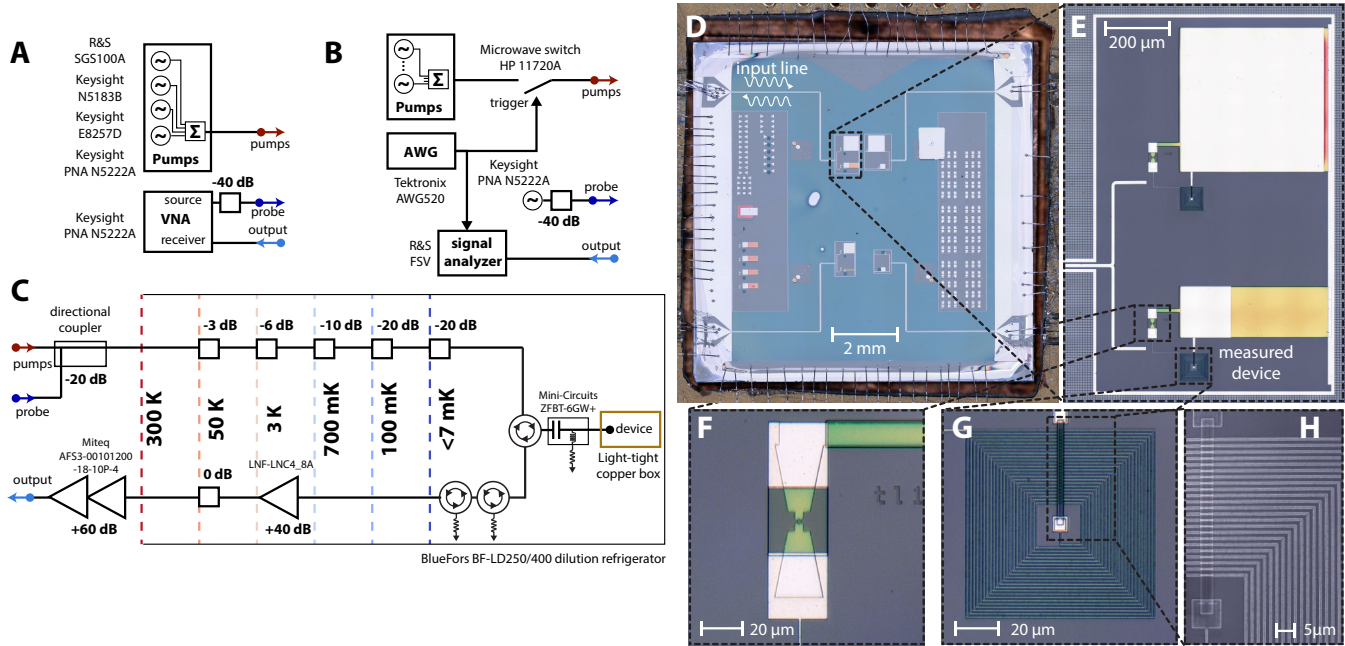 A
R&S
SGS100A
Keysight
N5183B
Keysight
E8257D
Keysight
PNA N5222A
~
~
~
~
Σ
Pumps
pumps
-40 dB
Keysight
PNA N5222A
source
VNA
receiver
probe
output
B
~
~
Σ
Pumps
Microwave switch
HP 11720A
pumps
trigger
AWG
Tektronix
AWG520
Keysight
PNA N5222A
~
-40 dB
probe
R&S
FSV
signal
analyzer
output
C
directional
coupler
pumps
-20 dB
probe
-3 dB
-6 dB
-10 dB
-20 dB
-20 dB
300 K
50 K
3 K
700 mK
100 mK
<7 mK
Mini-Circuits
ZFBT-6GW+
device
Light-tight
copper box
Miteq
AFS3-00101200
-18-10P-4
output
+60 dB
0 dB
LNF-LNC4_8A
+40 dB
BlueFors BF-LD250/400 dilution refrigerator
D
input line
2 mm
E
200 µm
measured
device
F
tl1
20 µm
G
20 µm
H
5µm